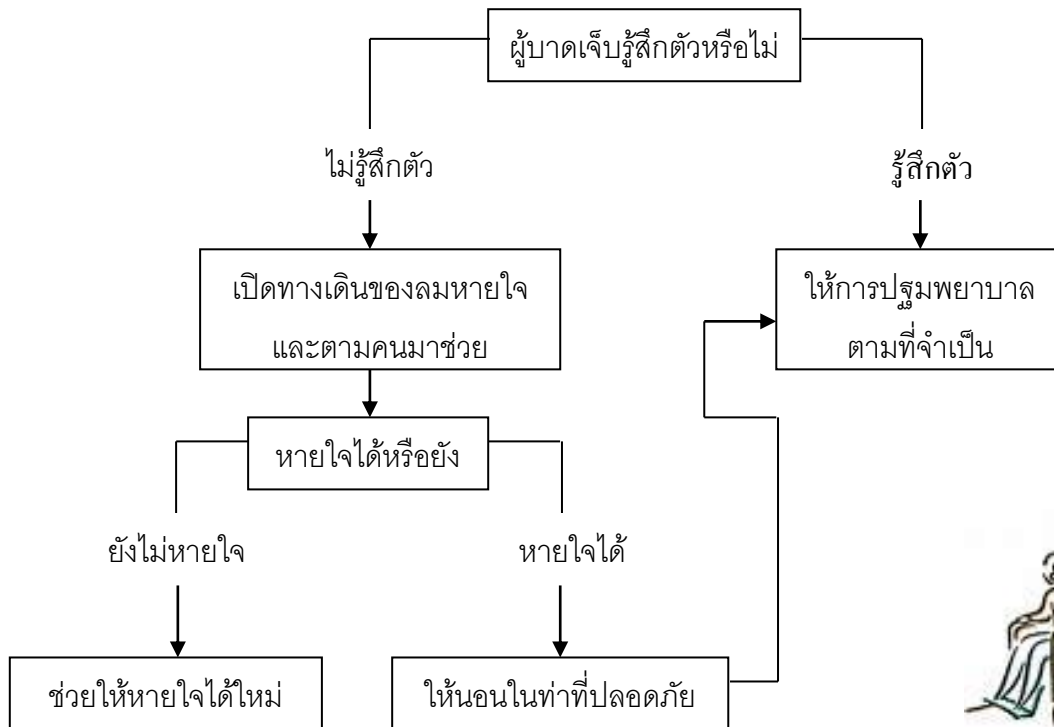 ผู้บาดเจ็บรู้สึกตัวหรือไม่
ไม่รู้สึกตัว
รู้สึกตัว
เปิดทางเดินของลมหายใจ
และตามคนมาช่วย
ให้การปฐมพยาบาล
ตามที่จำเป็น
หายใจได้หรือยัง
ยังไม่หายใจ
หายใจได้
ช่วยให้หายใจได้ใหม่
ให้นอนในท่าที่ปลอดภัย